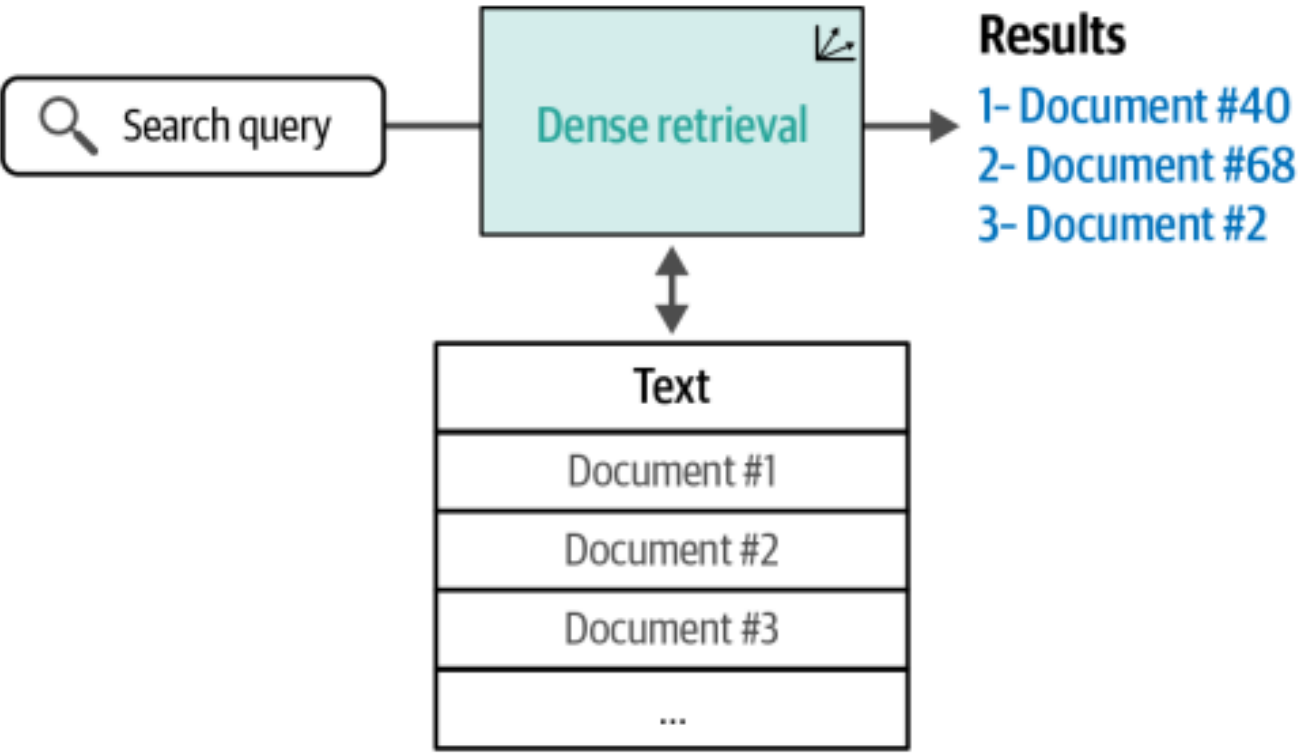 Search query
Dense retrieval
Results
1- Document #40
2- Document #68
3- Document #2
Text
Document #1
Document #2
Document #3
...